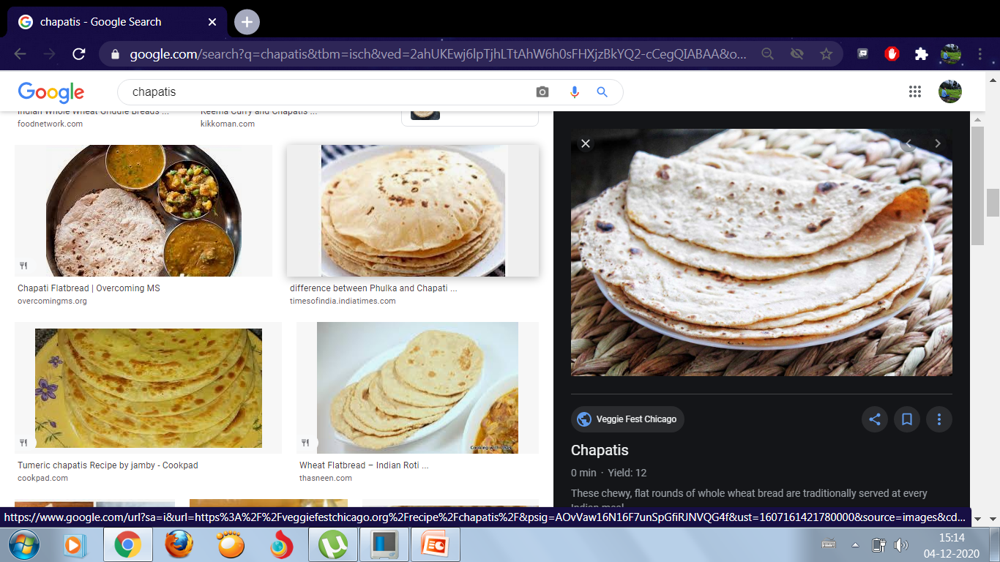 chapatis - Google Search
google.com/search?q=chapatis&tbm=isch&ved=2ahUKEwj6lpTjhLTtAhW6h0sFHXjzBkYQ2-cCegQIABAA&o...
Google
chapatis
Indian Whole Wheat Griddle Breads ...
foodnetwork.com
Keema Curry and Chapatis ...
kikkoman.com
Chapati Flatbread | Overcoming MS
overcomingms.org
difference between Phulka and Chapati ...
timesofindia.indiatimes.com
Cooking with
Tumeric chapatis Recipe by jamby - Cookpad
cookpad.com
Wheat Flatbread – Indian Roti ...
thasneen.com
Veggie Fest Chicago
Chapatis
0 min · Yield: 12
These chewy, flat rounds of whole wheat bread are traditionally served at every
Indian meal
https://www.google.com/url?sa=i&url=https%3A%2F%2Fveggiefestchicago.org%2Frecipe%2Fchapatis%2F&psig=AOvVaw16N16F7unSpGfiRJNVQG4f&ust=1607161421780000&source=images&cd...
15:14
04-12-2020